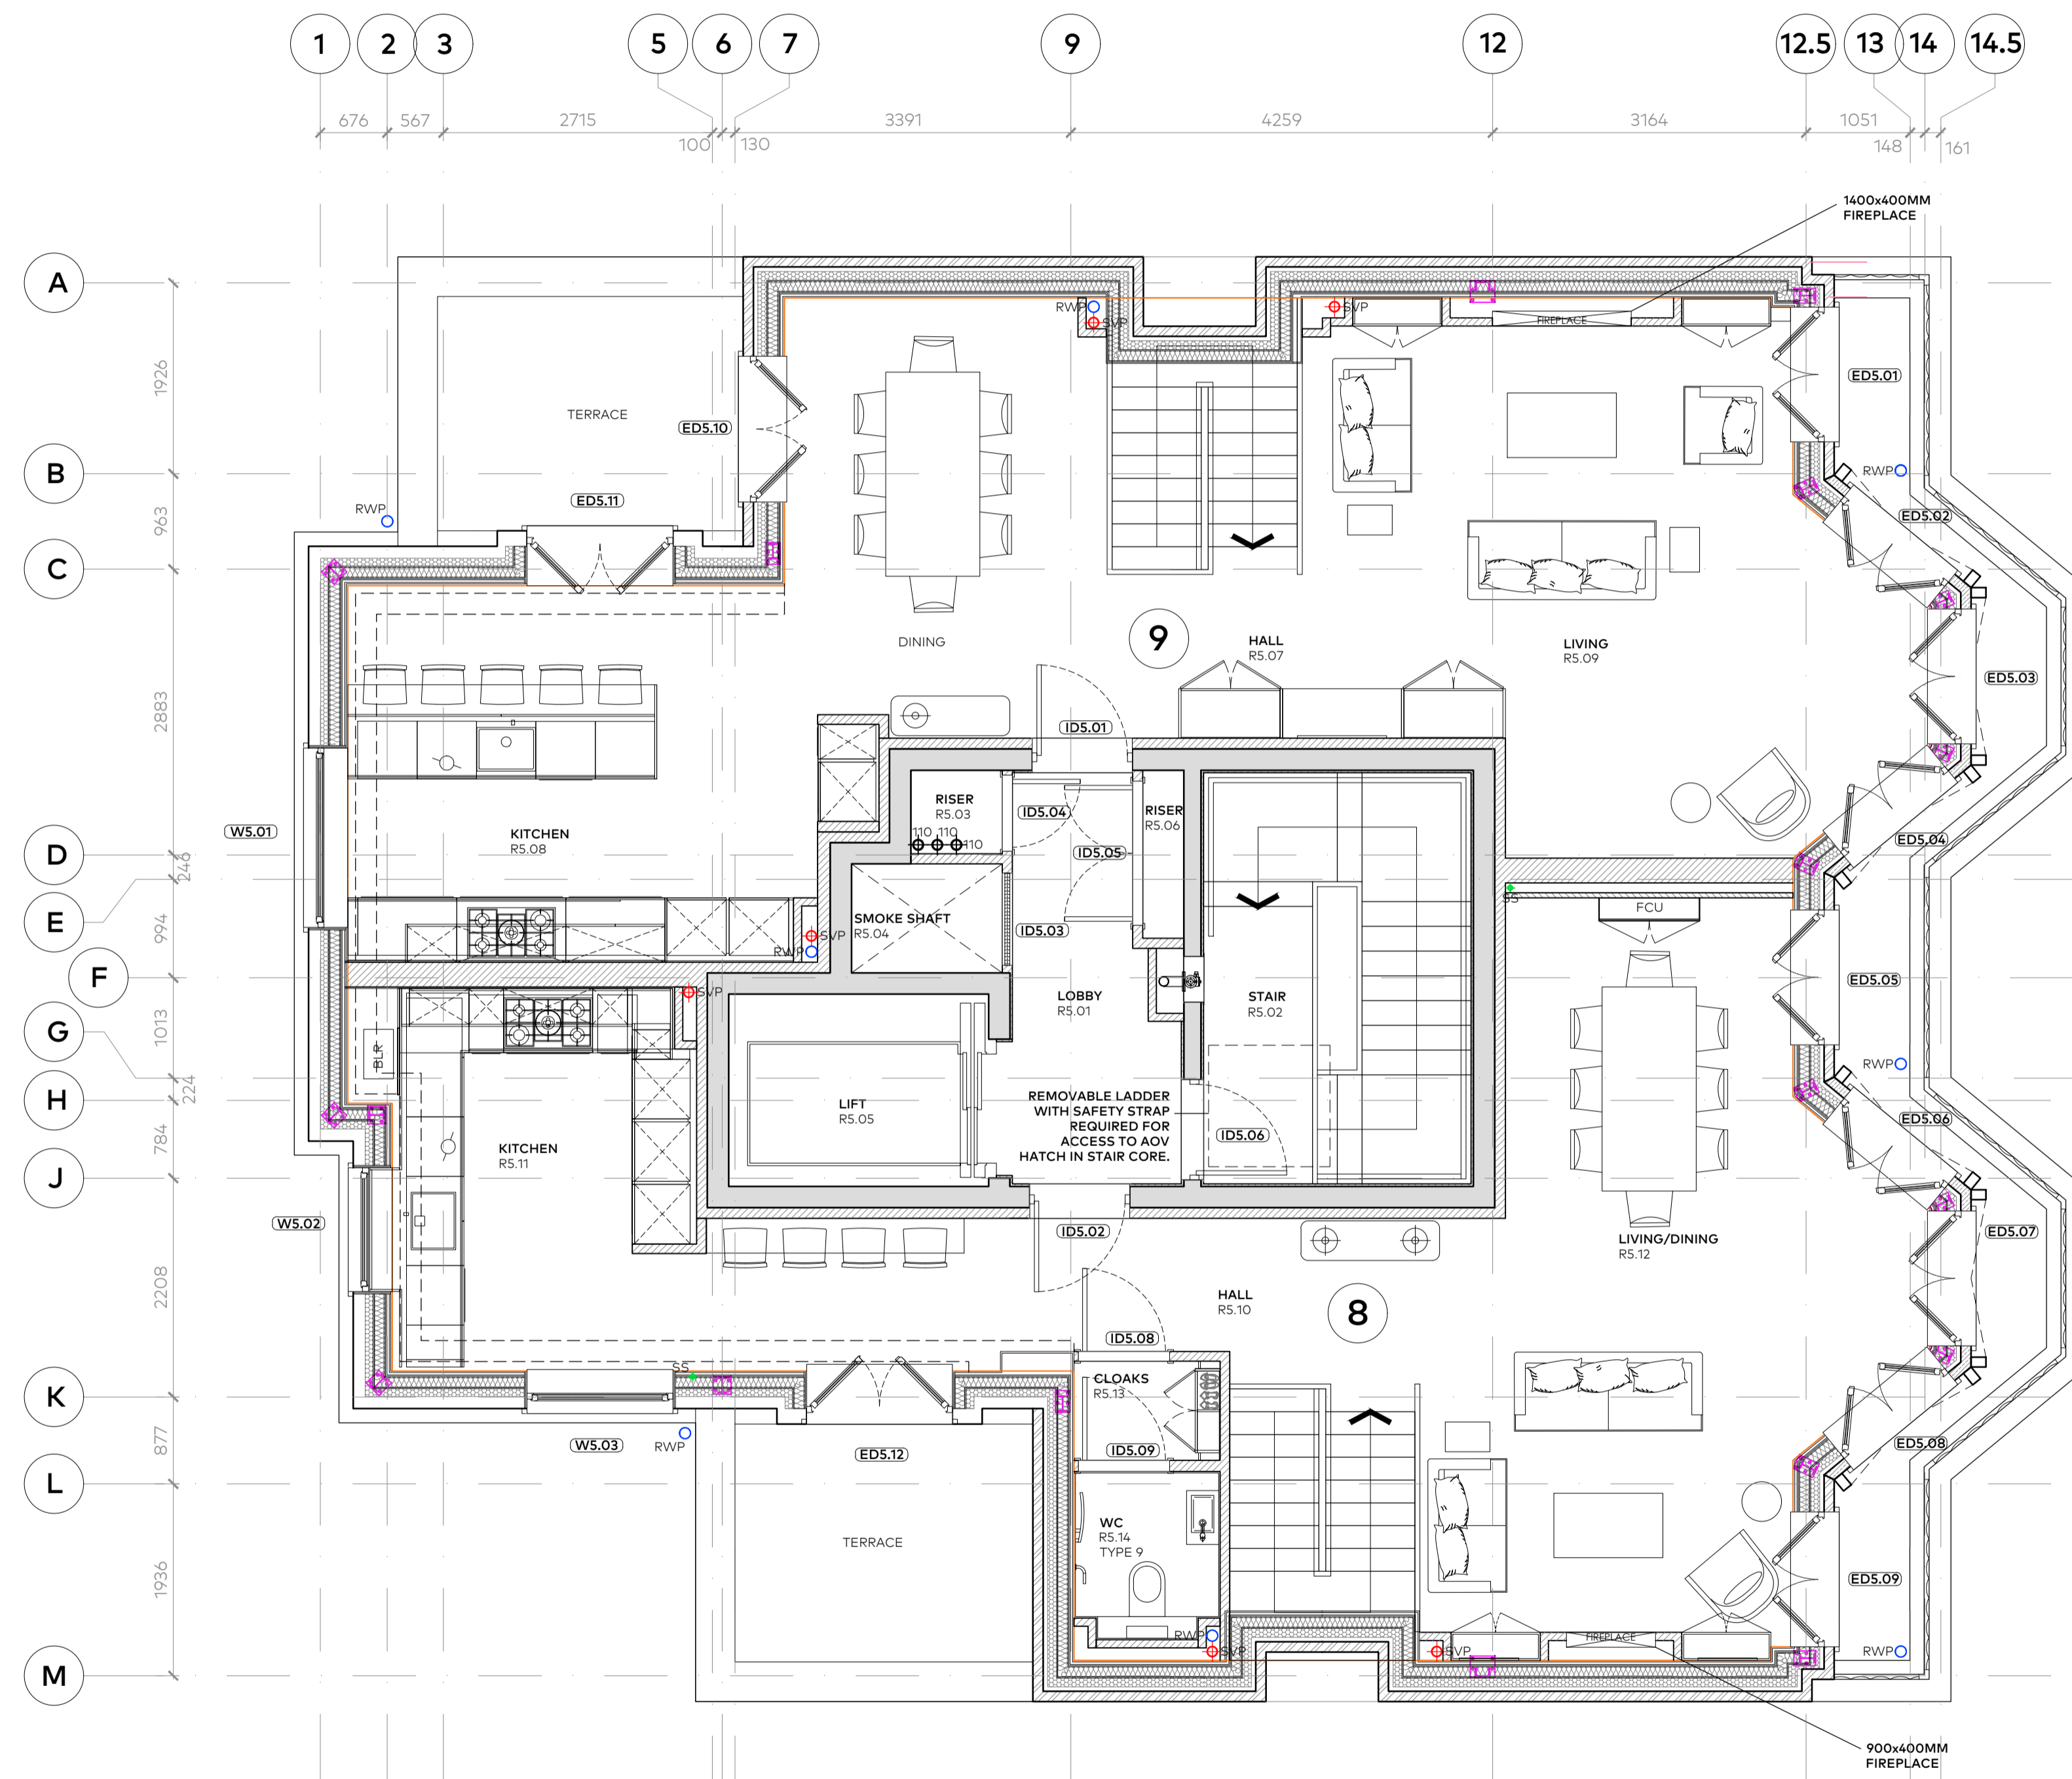 1 2 3 5 6 7 9 12 12.5 13 14 14.5
676 567 2715 3391 4259 3164 1051
100 130 148 161
1400x400MM
FIREPLACE
A
RWP SVP SVP FIREPLACE
1926
ED5.01
TERRACE
ED5.10
B
RWP
ED5.11
RWP
ED5.02
963
C
DINING
9
HALL
R5.07
LIVING
R5.09
ED5.03
2883
ID5.01
RISER
R5.03
ID5.04
RISER
R5.06
W5.01
KITCHEN
R5.08
110 110
110
ID5.05
ED5.04
D
246
SS
FCU
E
SMOKE SHAFT
R5.04
ID5.03
994
SVP
RWP
F
ED5.05
SVP
LOBBY
R5.01
STAIR
R5.02
G
1013
BLR
RWP
224
H
LIFT
R5.05
REMOVABLE LADDER
WITH SAFETY STRAP
REQUIRED FOR
ACCESS TO AOV
HATCH IN STAIR CORE.
ED5.06
ID5.06
784
KITCHEN
R5.11
J
W5.02
ID5.02
ED5.07
LIVING/DINING
R5.12
2208
HALL
R5.10
8
ID5.08
SS
CLOAKS
R5.13
K
877
W5.03
RWP
ED5.12
ID5.09
ED5.08
L
WC
R5.14
TYPE 9
TERRACE
1936
ED5.09
RWP
SVP
SVP
FIREPLACE
RWP
M
900x400MM
FIREPLACE